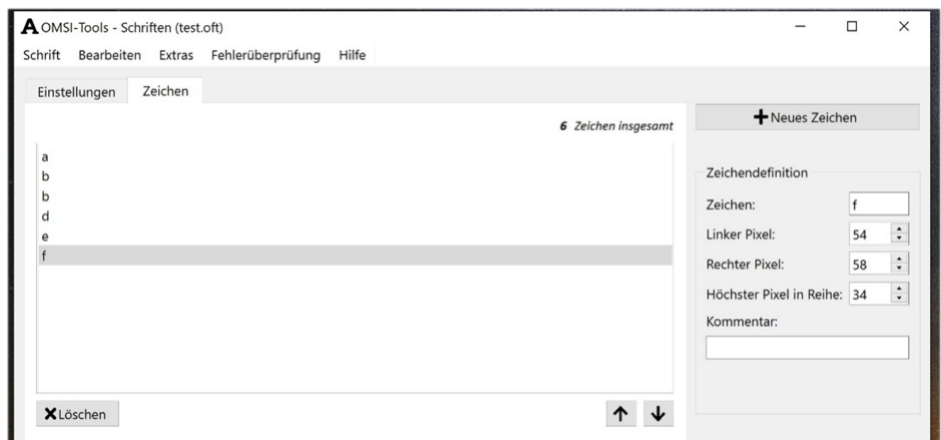 OMSI-Tools - Schriften (test.oft)
Schrift Bearbeiten Extras Fehlerüberprüfung Hilfe
Einstellungen Zeichen
6 Zeichen insgesamt
a
b
b
d
e
f
Löschen
Neues Zeichen
Zeichendefinition
Zeichen: f
Linker Pixel: 54
Rechter Pixel: 58
Höchster Pixel in Reihe: 34
Kommentar: